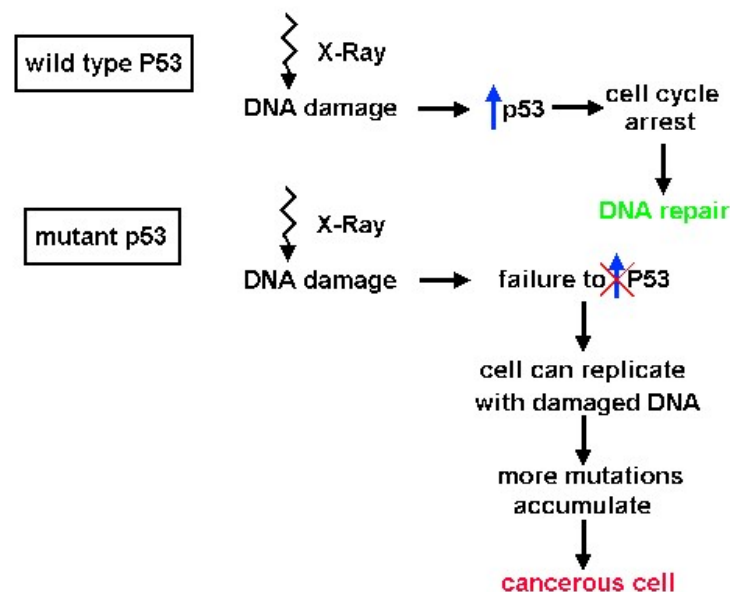 wild type P53
X-Ray
DNA damage
p53
cell cycle
arrest
DNA repair
mutant p53
X-Ray
DNA damage
failure to P53
cell can replicate
with damaged DNA
more mutations
accumulate
cancerous cell